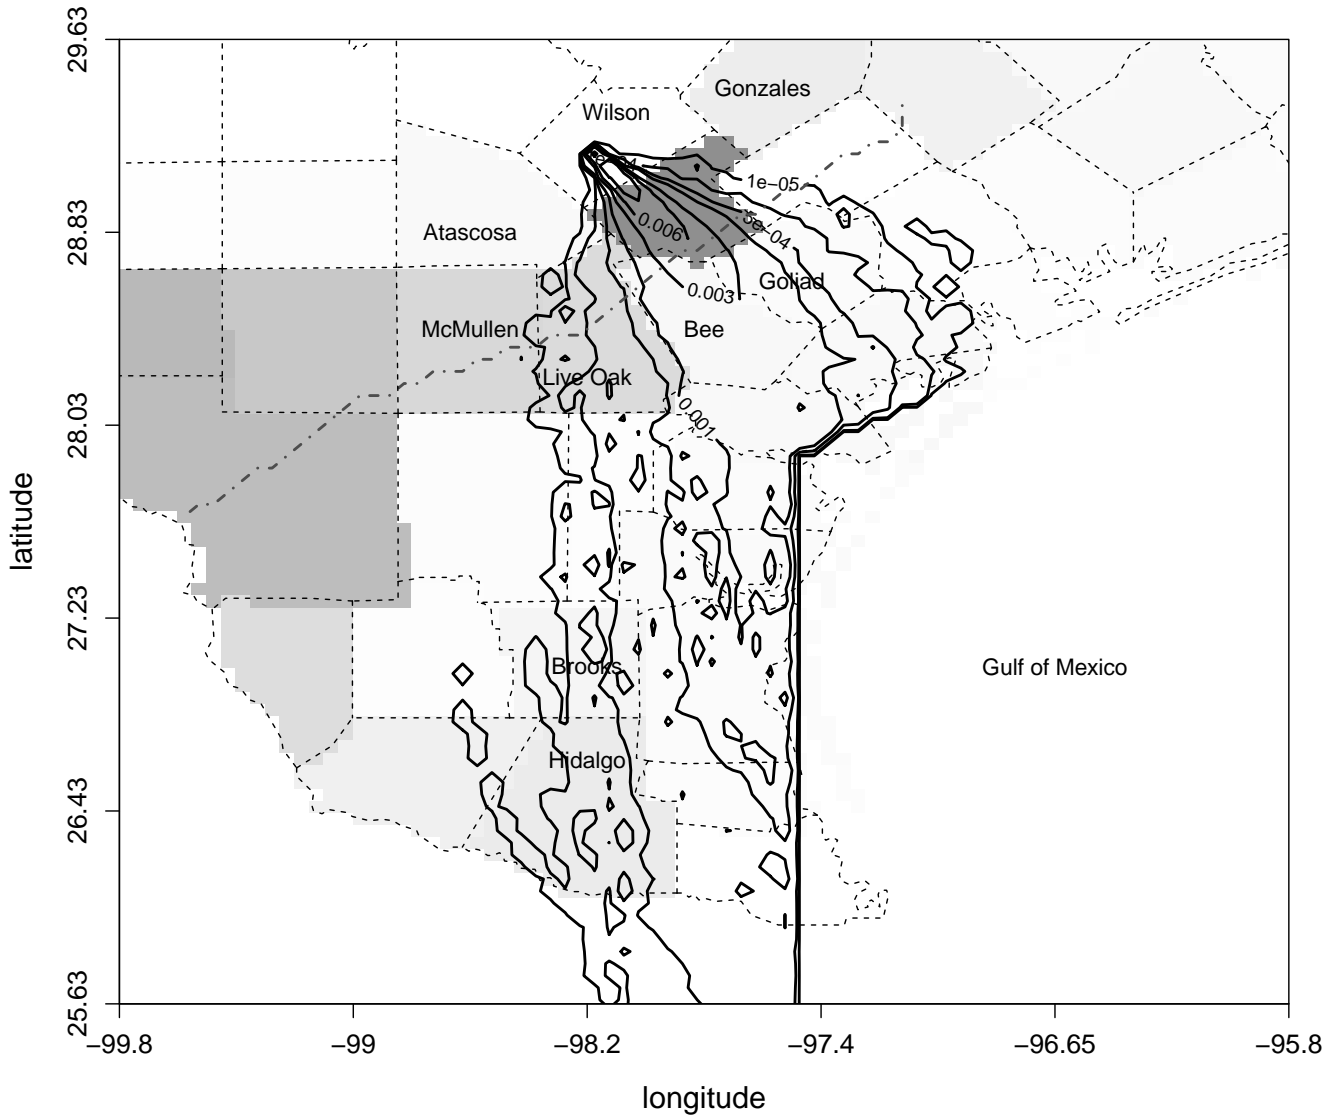 29.63
28.83
28.03
27.23
26.43
25.63
latitude
Gonzales
Wilson
1e−05
Atascosa
0.006
5e−04
Goliad
0.003
McMullen
Bee
Live Oak
0.001
Brooks
Gulf of Mexico
Hidalgo
−99.8
−99
−98.2
−97.4
−96.65
−95.8
longitude